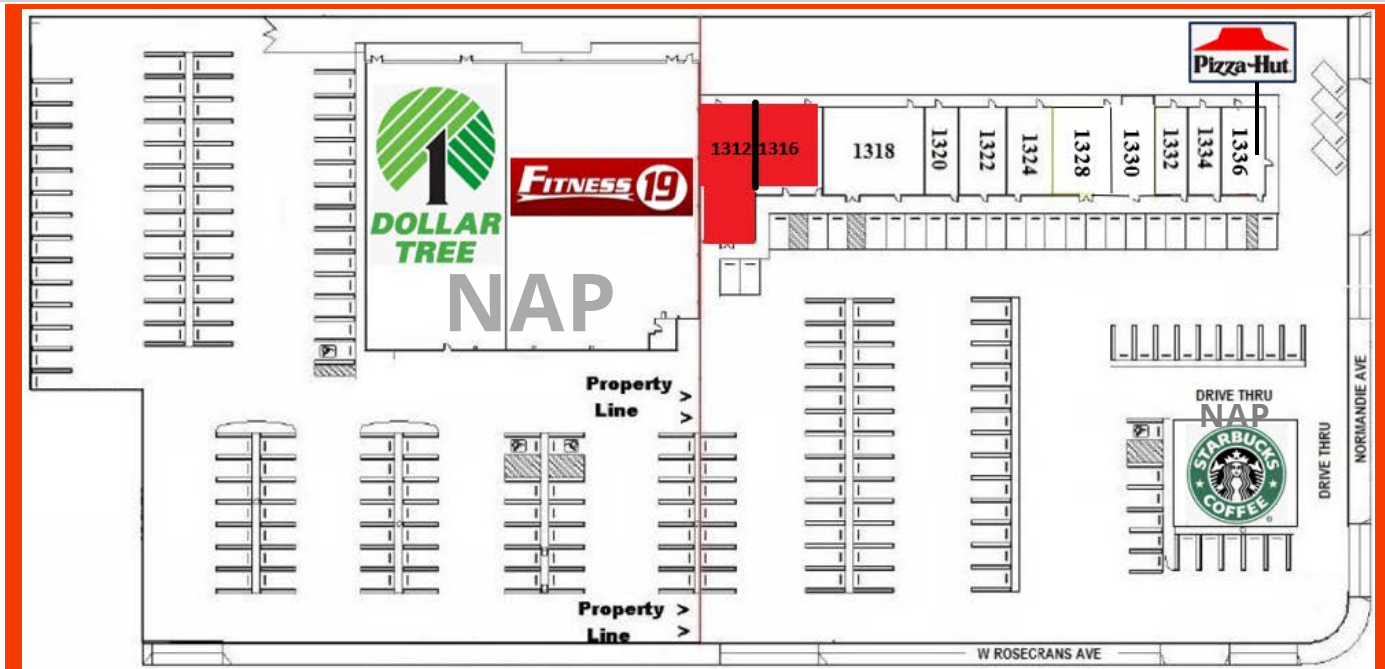 Pizza Hut
1
DOLLAR
TREE
FITNESS 19
NAP
1312 1316
1318
1320
1322
1324
1328
1330
1332
1334
1336
Property
Line
DRIVE THRU
NAP
STARBUCKS
COFFEE
DRIVE THRU
NORMANDIE AVE
Property
Line
W ROSECRANS AVE